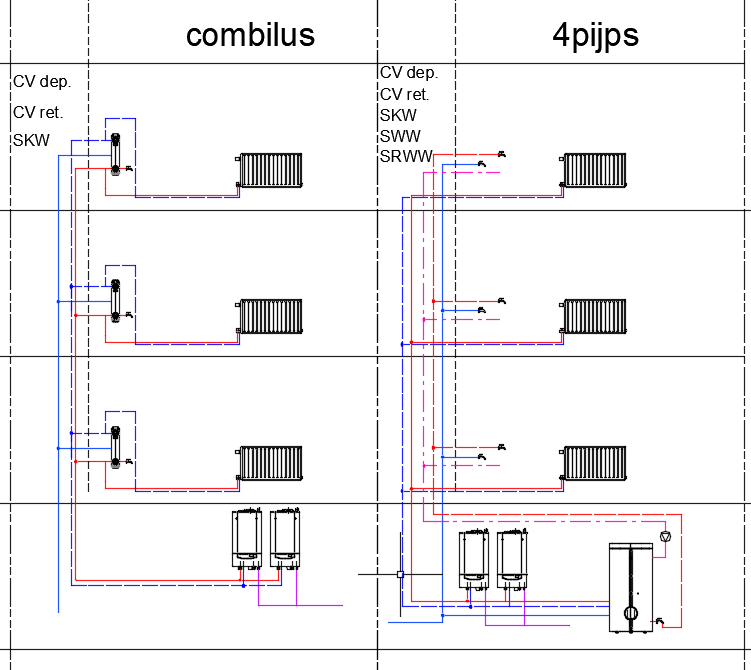 combilus
4pijps
CV dep.
CV ret.
SKW
CV dep.
CV ret.
SKW
SWW
SRWW